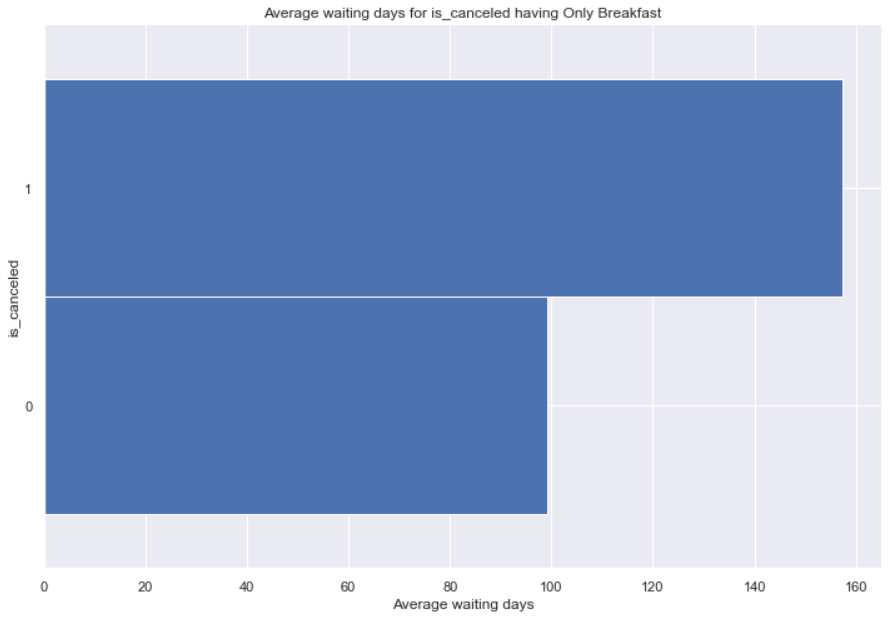 Average waiting days for is_canceled having Only Breakfast
is_canceled
1
0
0 20 40 60 80 100 120 140 160
Average waiting days